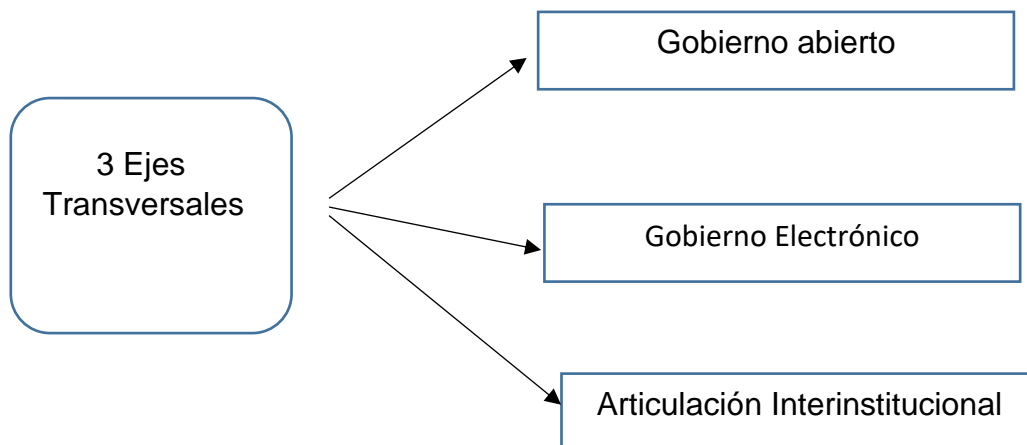 3 Ejes
Transversales
Gobierno abierto
Gobierno Electrónico
Articulación Interinstitucional